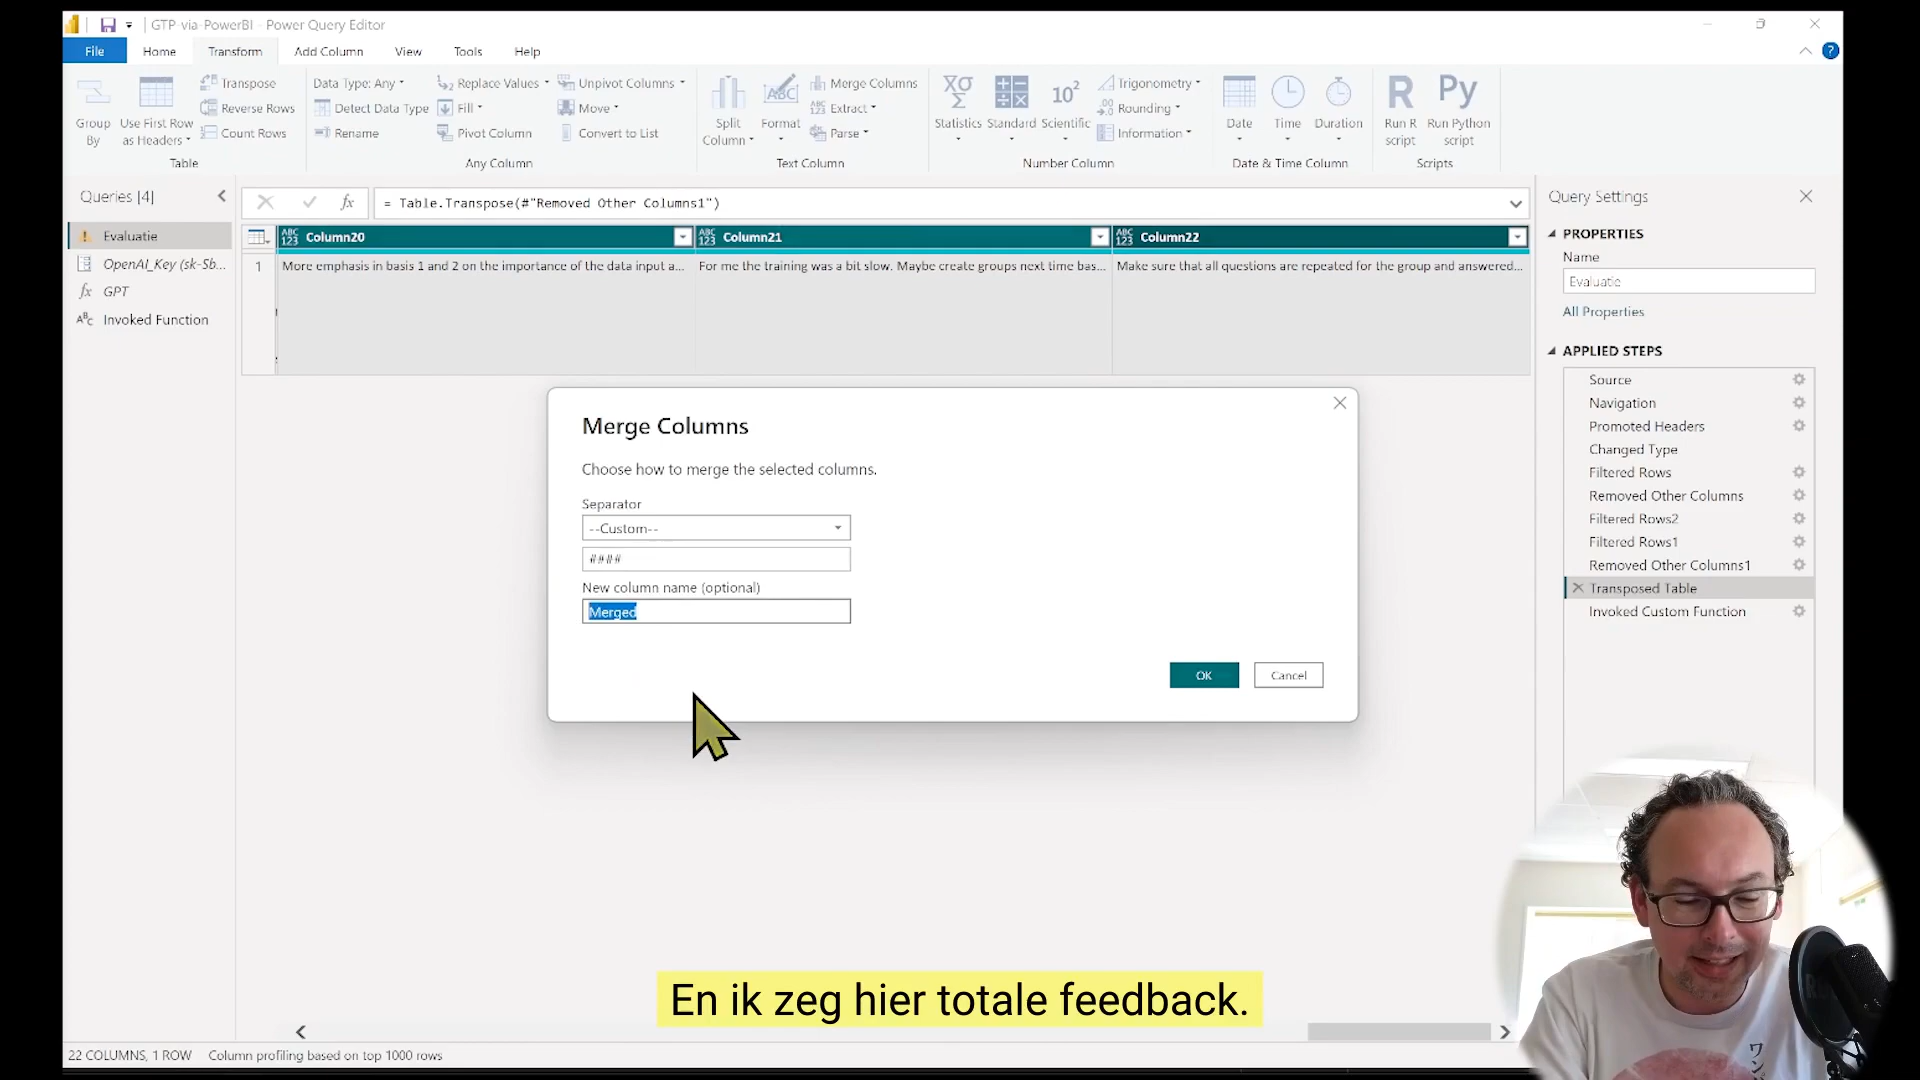 GTP-via-PowerBI - Power Query Editor
File Home Transform Add Column View Tools Help
Group By
Use First Row as Headers
Transpose
Reverse Rows
Count Rows
Table
Data Type: Any
Detect Data Type
Rename
Replace Values
Fill
Pivot Column
Unpivot Columns
Move
Convert to List
Any Column
Split Column
Format
Merge Columns
Extract
Parse
Text Column
Statistics
Standard
Scientific
Trigonometry
Rounding
Information
Number Column
Date
Time
Duration
Date & Time Column
Run R script
Run Python script
Scripts
Queries [4]
Evaluatie
OpenAI_Key (sk-5b...
GPT
Invoked Function
= Table.Transpose(#"Removed Other Columns1")
Column20 Column21 Column22
1 More emphasis in basis 1 and 2 on the importance of the data input a... For me the training was a bit slow. Maybe create groups next time bas... Make sure that all questions are repeated for the group and answered...
Merge Columns
Choose how to merge the selected columns.
Separator
--Custom--
####
New column name (optional)
Merged
OK Cancel
Query Settings
PROPERTIES
Name
Evaluatie
All Properties
APPLIED STEPS
Source
Navigation
Promoted Headers
Changed Type
Filtered Rows
Removed Other Columns
Filtered Rows2
Filtered Rows1
Removed Other Columns1
Transposed Table
Invoked Custom Function
En ik zeg hier totale feedback.
22 COLUMNS, 1 ROW Column profiling based on top 1000 rows